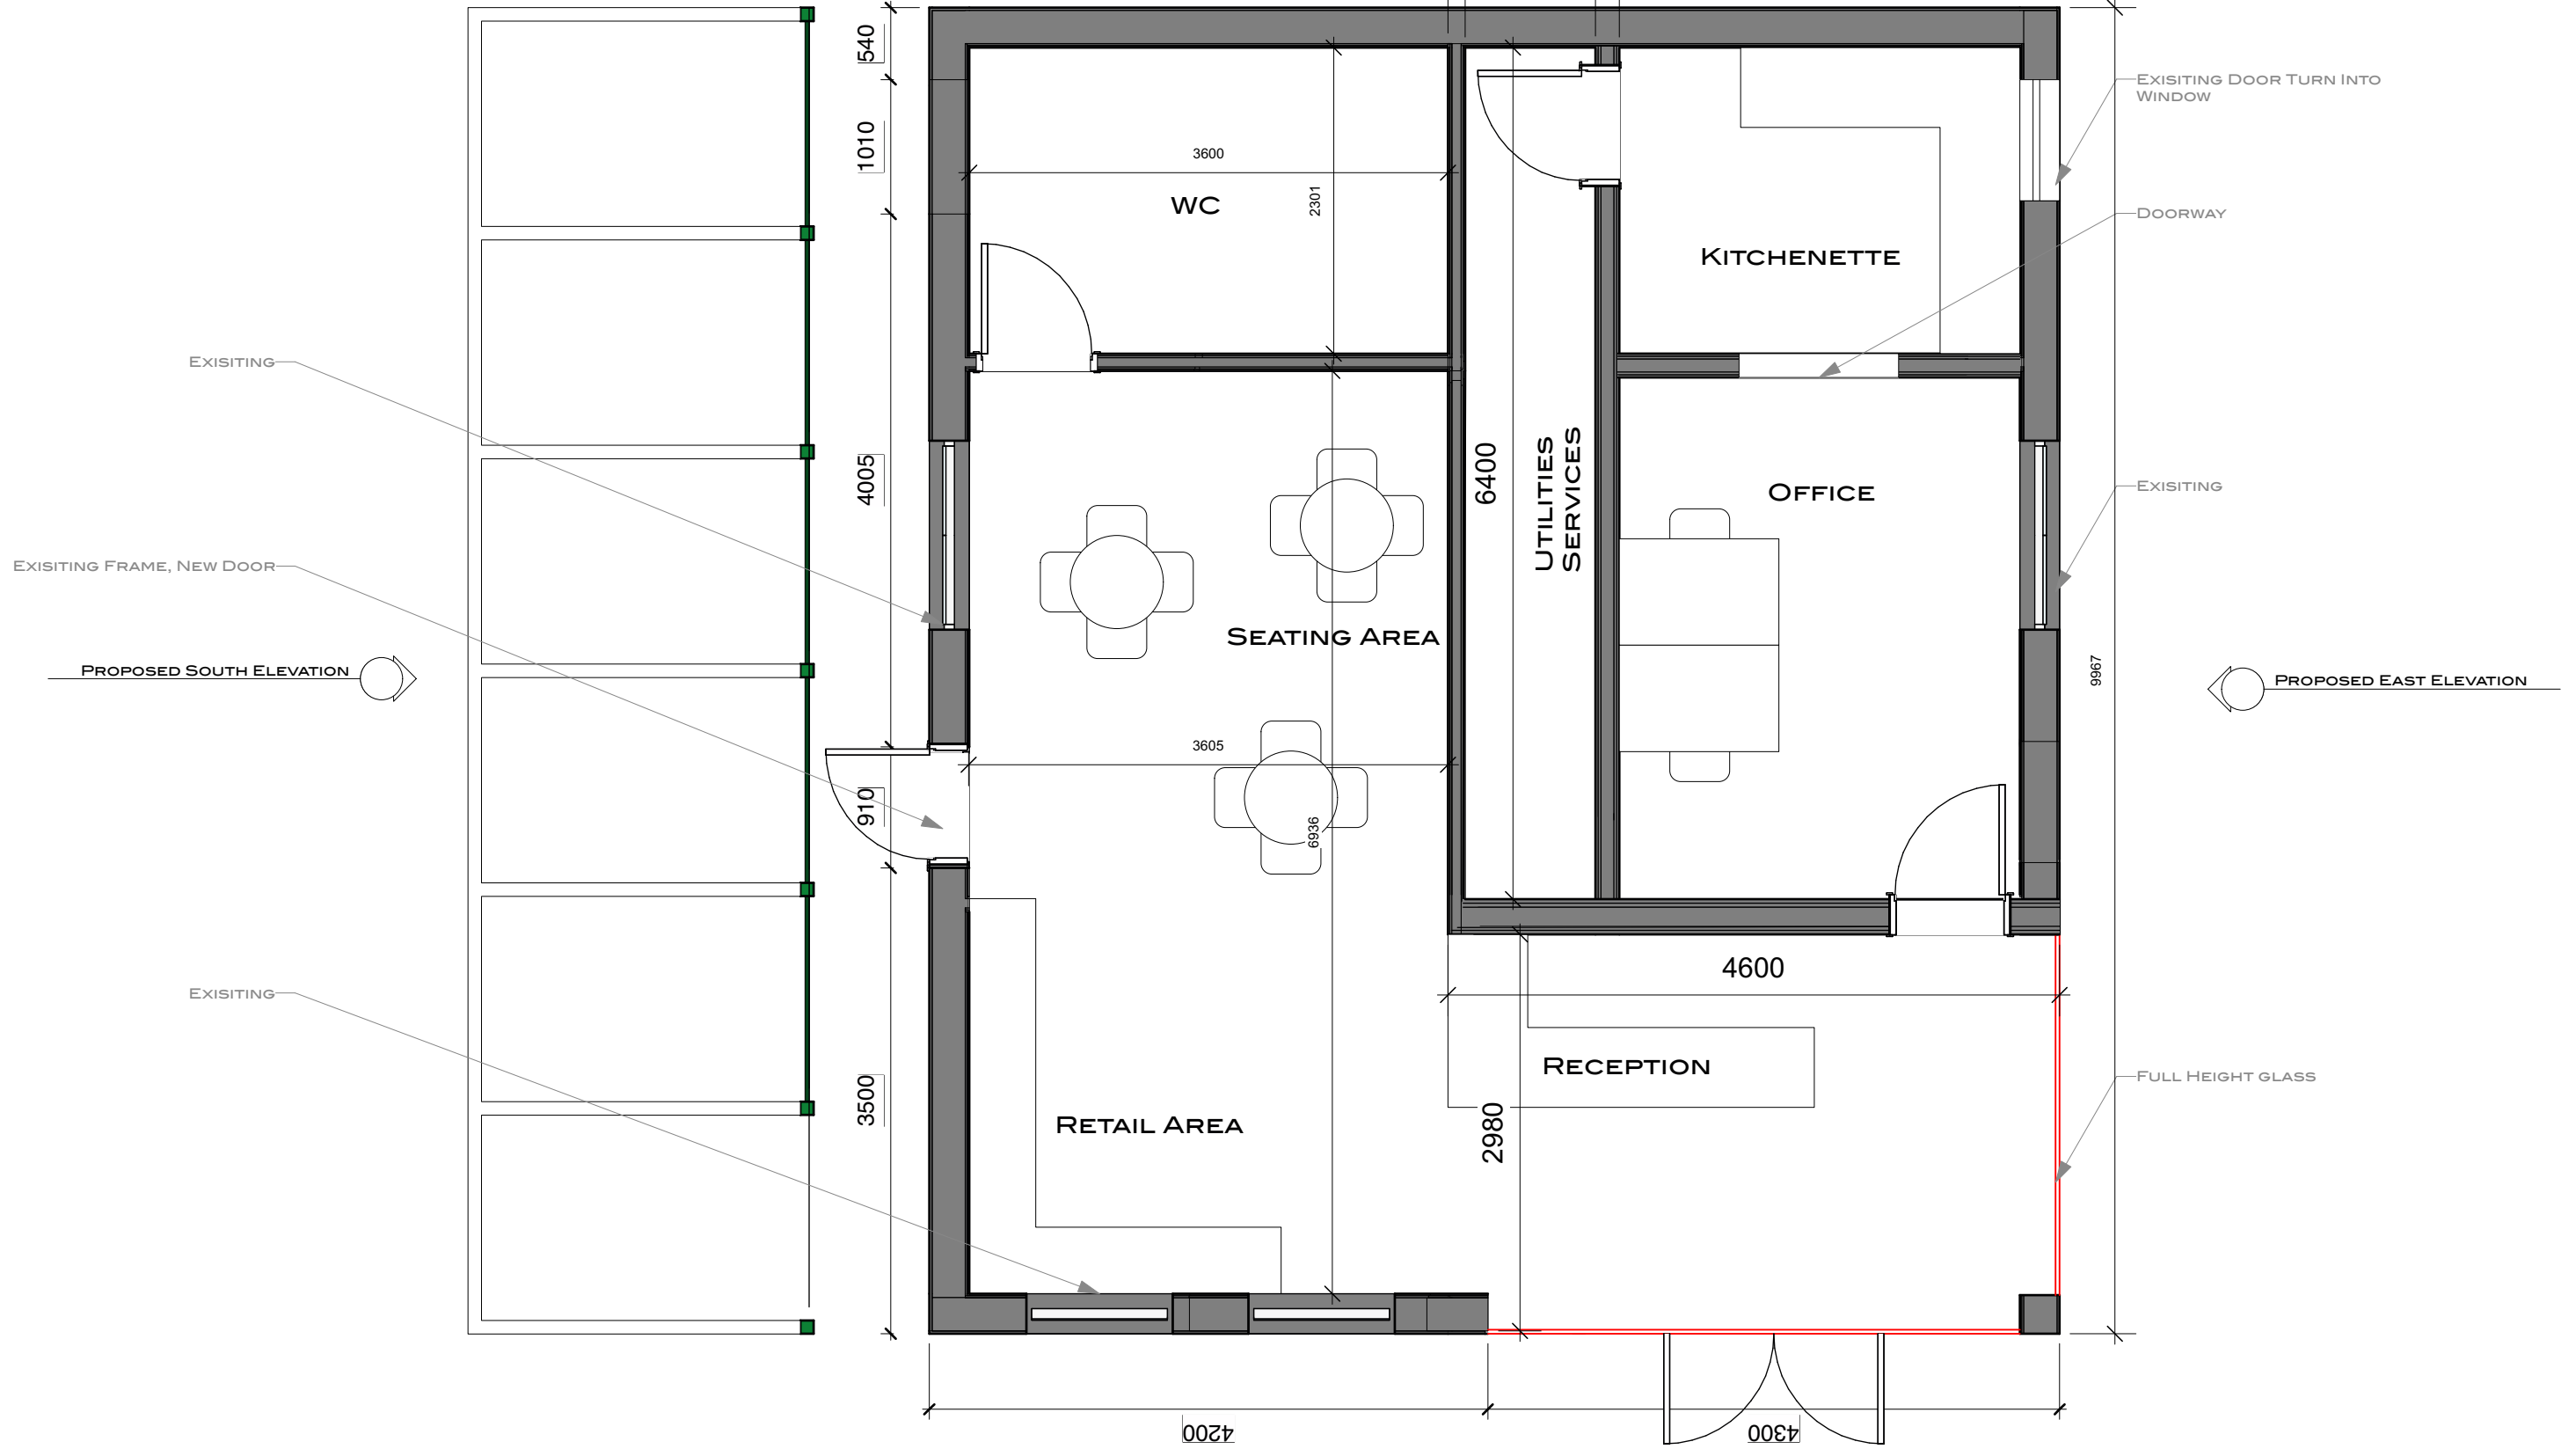 540
1010
4005
910
3500
Exisiting
Exisiting Frame, New Door
Proposed South Elevation
Exisiting
3600
2301
WC
Kitchenette
6400
Utilities
Services
Office
Seating Area
3605
6936
4600
Reception
2980
Retail Area
4200
4300
Exisiting Door Turn Into
Window
Doorway
Exisiting
9967
Proposed East Elevation
Full Height glass